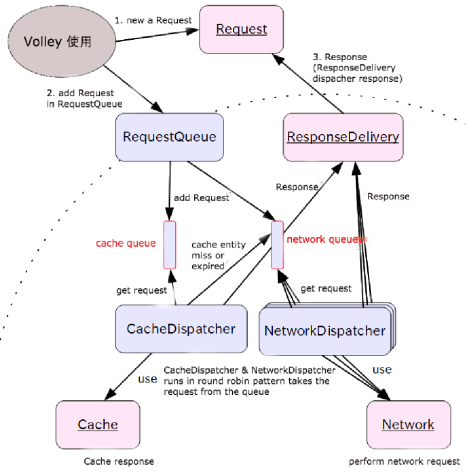 1. new a Request
Volley 使用
Request
2. add Request
in RequestQueue
3. Response
(ResponseDelivery
dispacher response)
RequestQueue
ResponseDelivery
add Request
Response
Response
cache queue
cache entity
miss or
expired
network queue
get request
get request
CacheDispatcher
NetworkDispatcher
use
CacheDispatcher & NetworkDispatcher
runs in round robin pattern takes the
request from the queue
use
Cache
Network
Cache response
perform network request